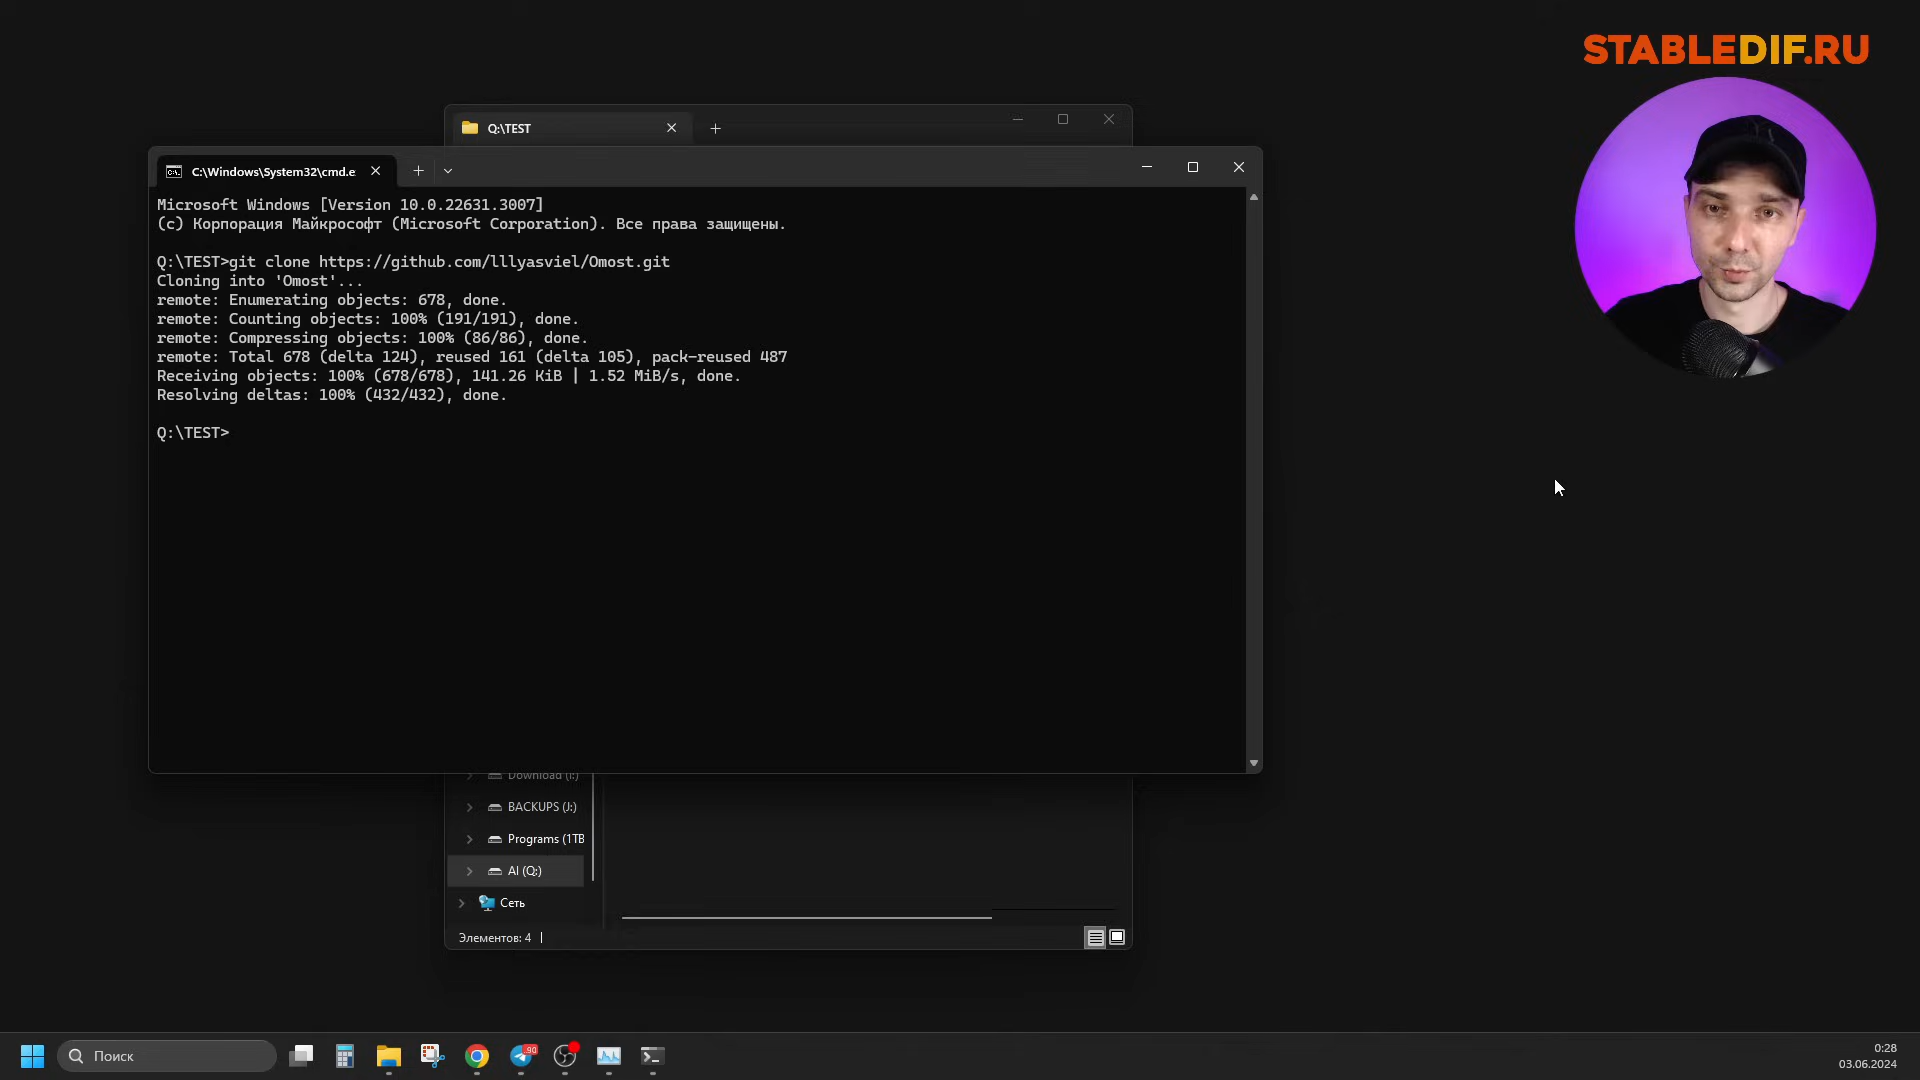 STABLEDIF.RU
Q:\TEST
C:\Windows\System32\cmd.e
Microsoft Windows [Version 10.0.22631.3007]
(c) Корпорация Майкрософт (Microsoft Corporation). Все права защищены.
Q:\TEST>git clone https://github.com/lllyasviel/Omost.git
Cloning into 'Omost'...
remote: Enumerating objects: 678, done.
remote: Counting objects: 100% (191/191), done.
remote: Compressing objects: 100% (86/86), done.
remote: Total 678 (delta 124), reused 161 (delta 105), pack-reused 487
Receiving objects: 100% (678/678), 141.26 KiB | 1.52 MiB/s, done.
Resolving deltas: 100% (432/432), done.
Q:\TEST>
Download (I:)
BACKUPS (J:)
Programs (1TB
AI (Q:)
Сеть
Элементов: 4
Поиск
90
0:28
03.06.2024